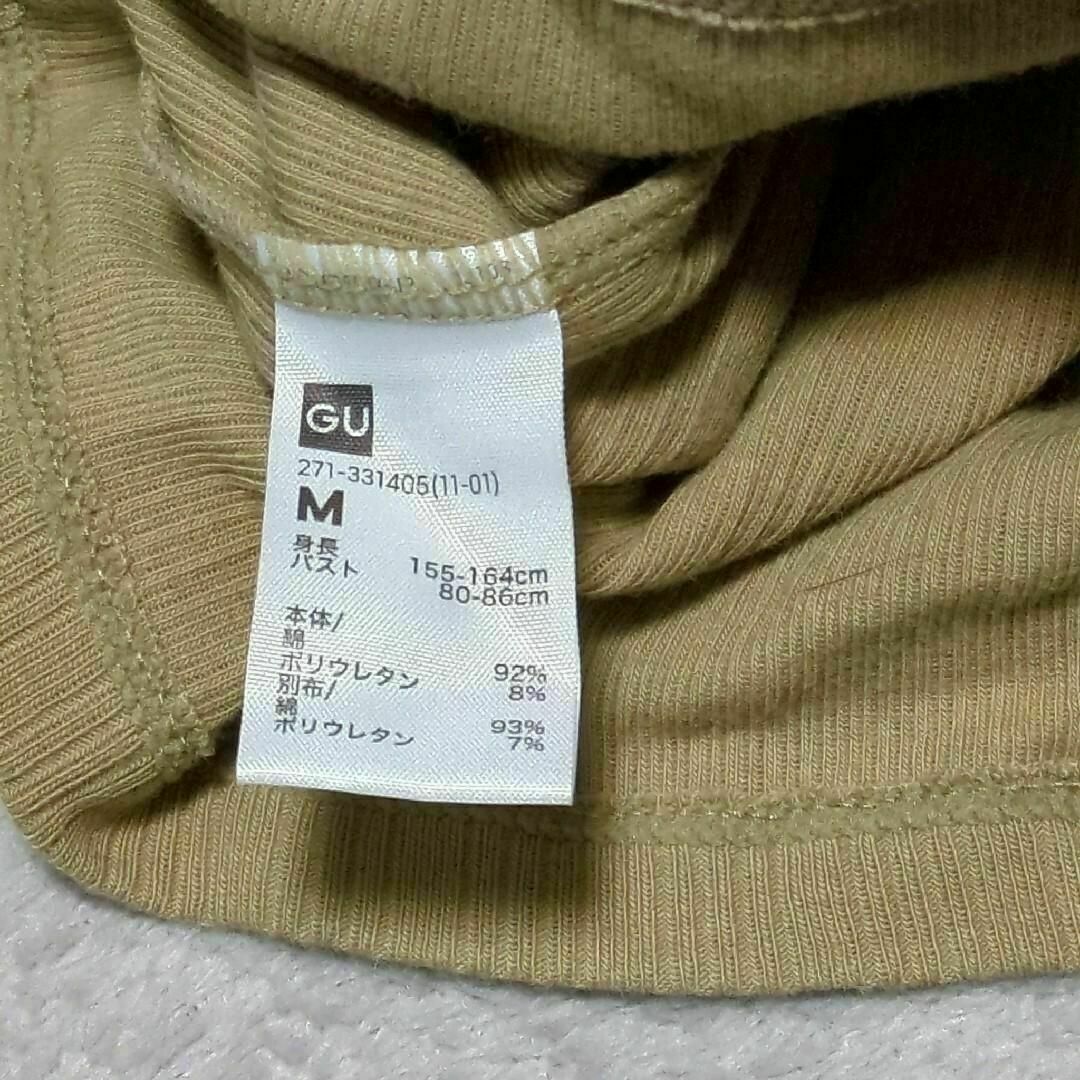 GU
271-331405(11-01)
M
身長 155-164cm
バスト 80-86cm
本体/
綿 92%
ポリウレタン 8%
別布/
綿 93%
ポリウレタン 7%